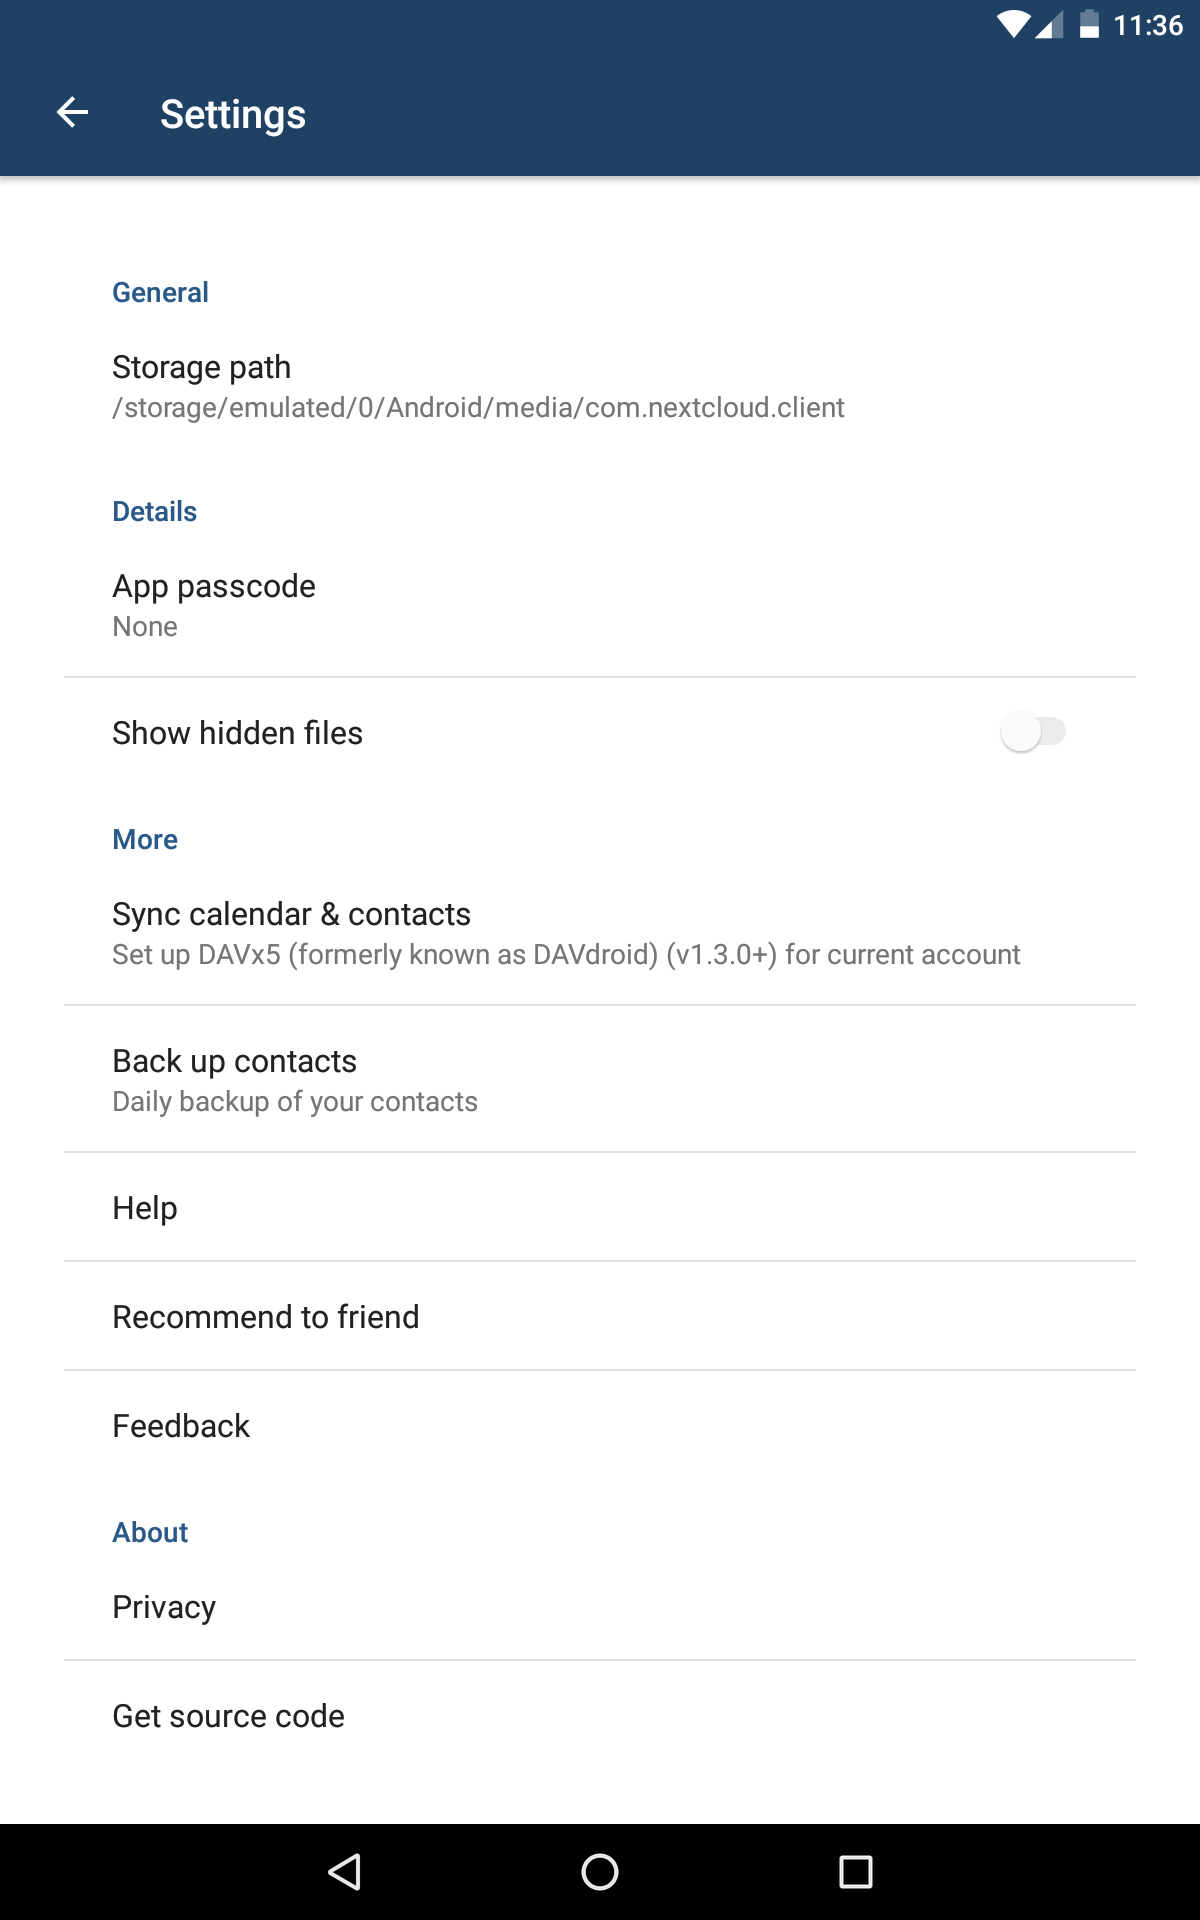 11:36
Settings
General
Storage path
/storage/emulated/0/Android/media/com.nextcloud.client
Details
App passcode
None
Show hidden files
More
Sync calendar & contacts
Set up DAVx5 (formerly known as DAVdroid) (v1.3.0+) for current account
Back up contacts
Daily backup of your contacts
Help
Recommend to friend
Feedback
About
Privacy
Get source code